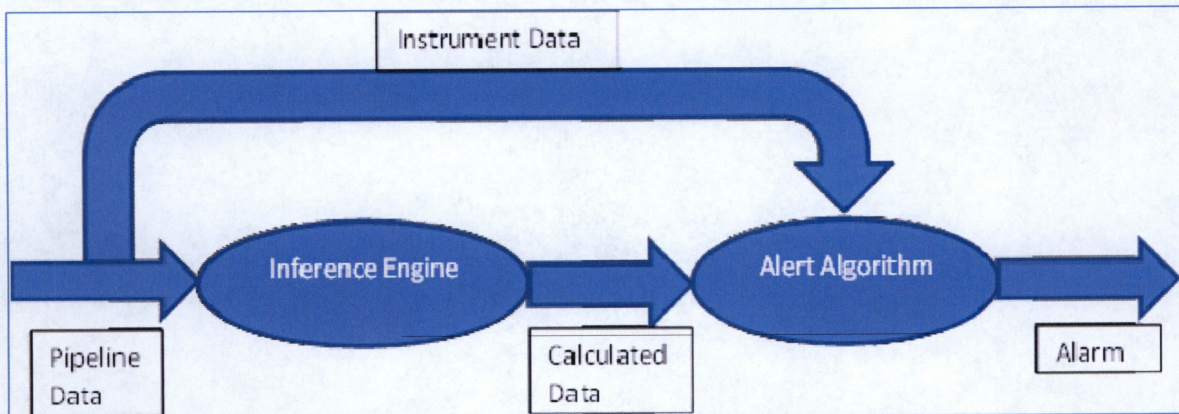 Instrument Data
Inference Engine
Alert Algorithm
Pipeline
Data
Calculated
Data
Alarm